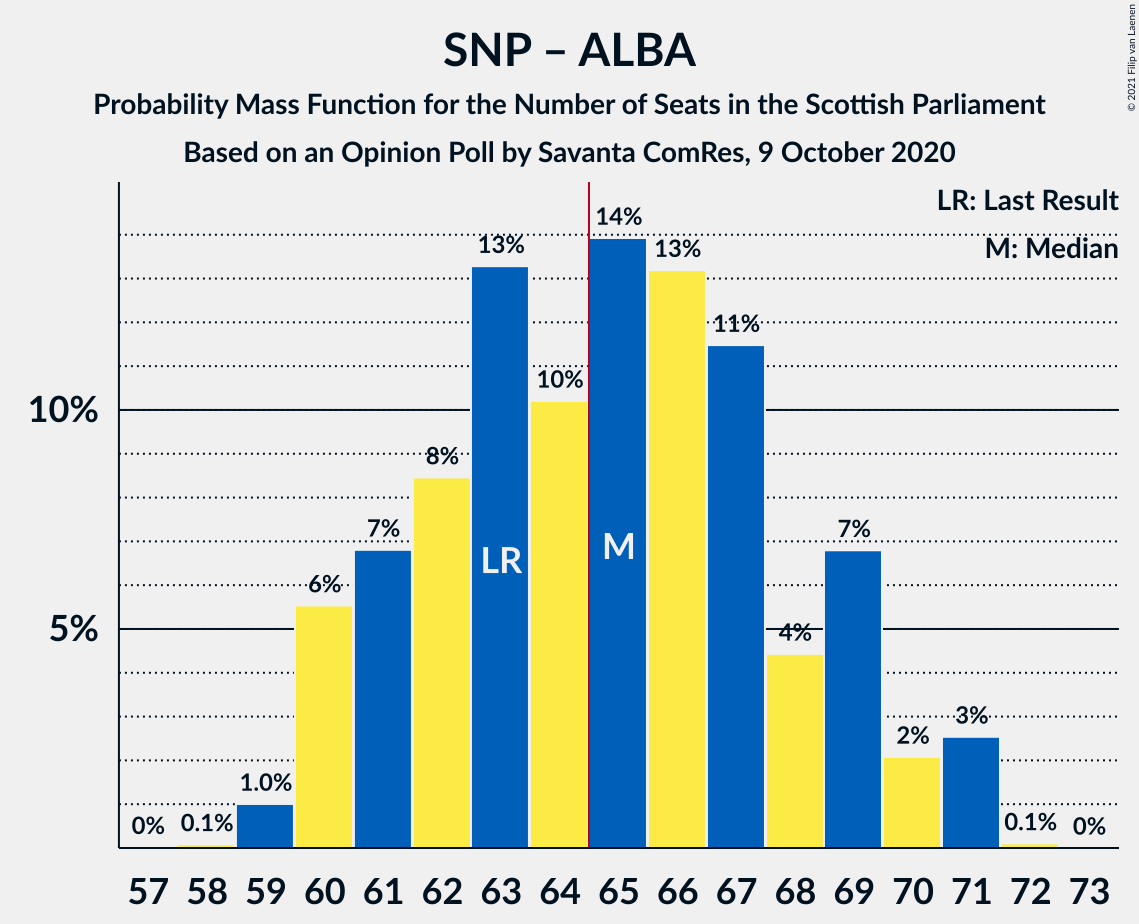 SNP – ALBA
Probability Mass Function for the Number of Seats in the Scottish Parliament
Based on an Opinion Poll by Savanta ComRes, 9 October 2020
© 2021 Filip van Laenen
LR: Last Result
M: Median
10%
5%
0%
0.1%
1.0%
6%
7%
8%
13%
10%
14%
13%
11%
4%
7%
2%
3%
0.1%
0%
LR
M
57 58 59 60 61 62 63 64 65 66 67 68 69 70 71 72 73